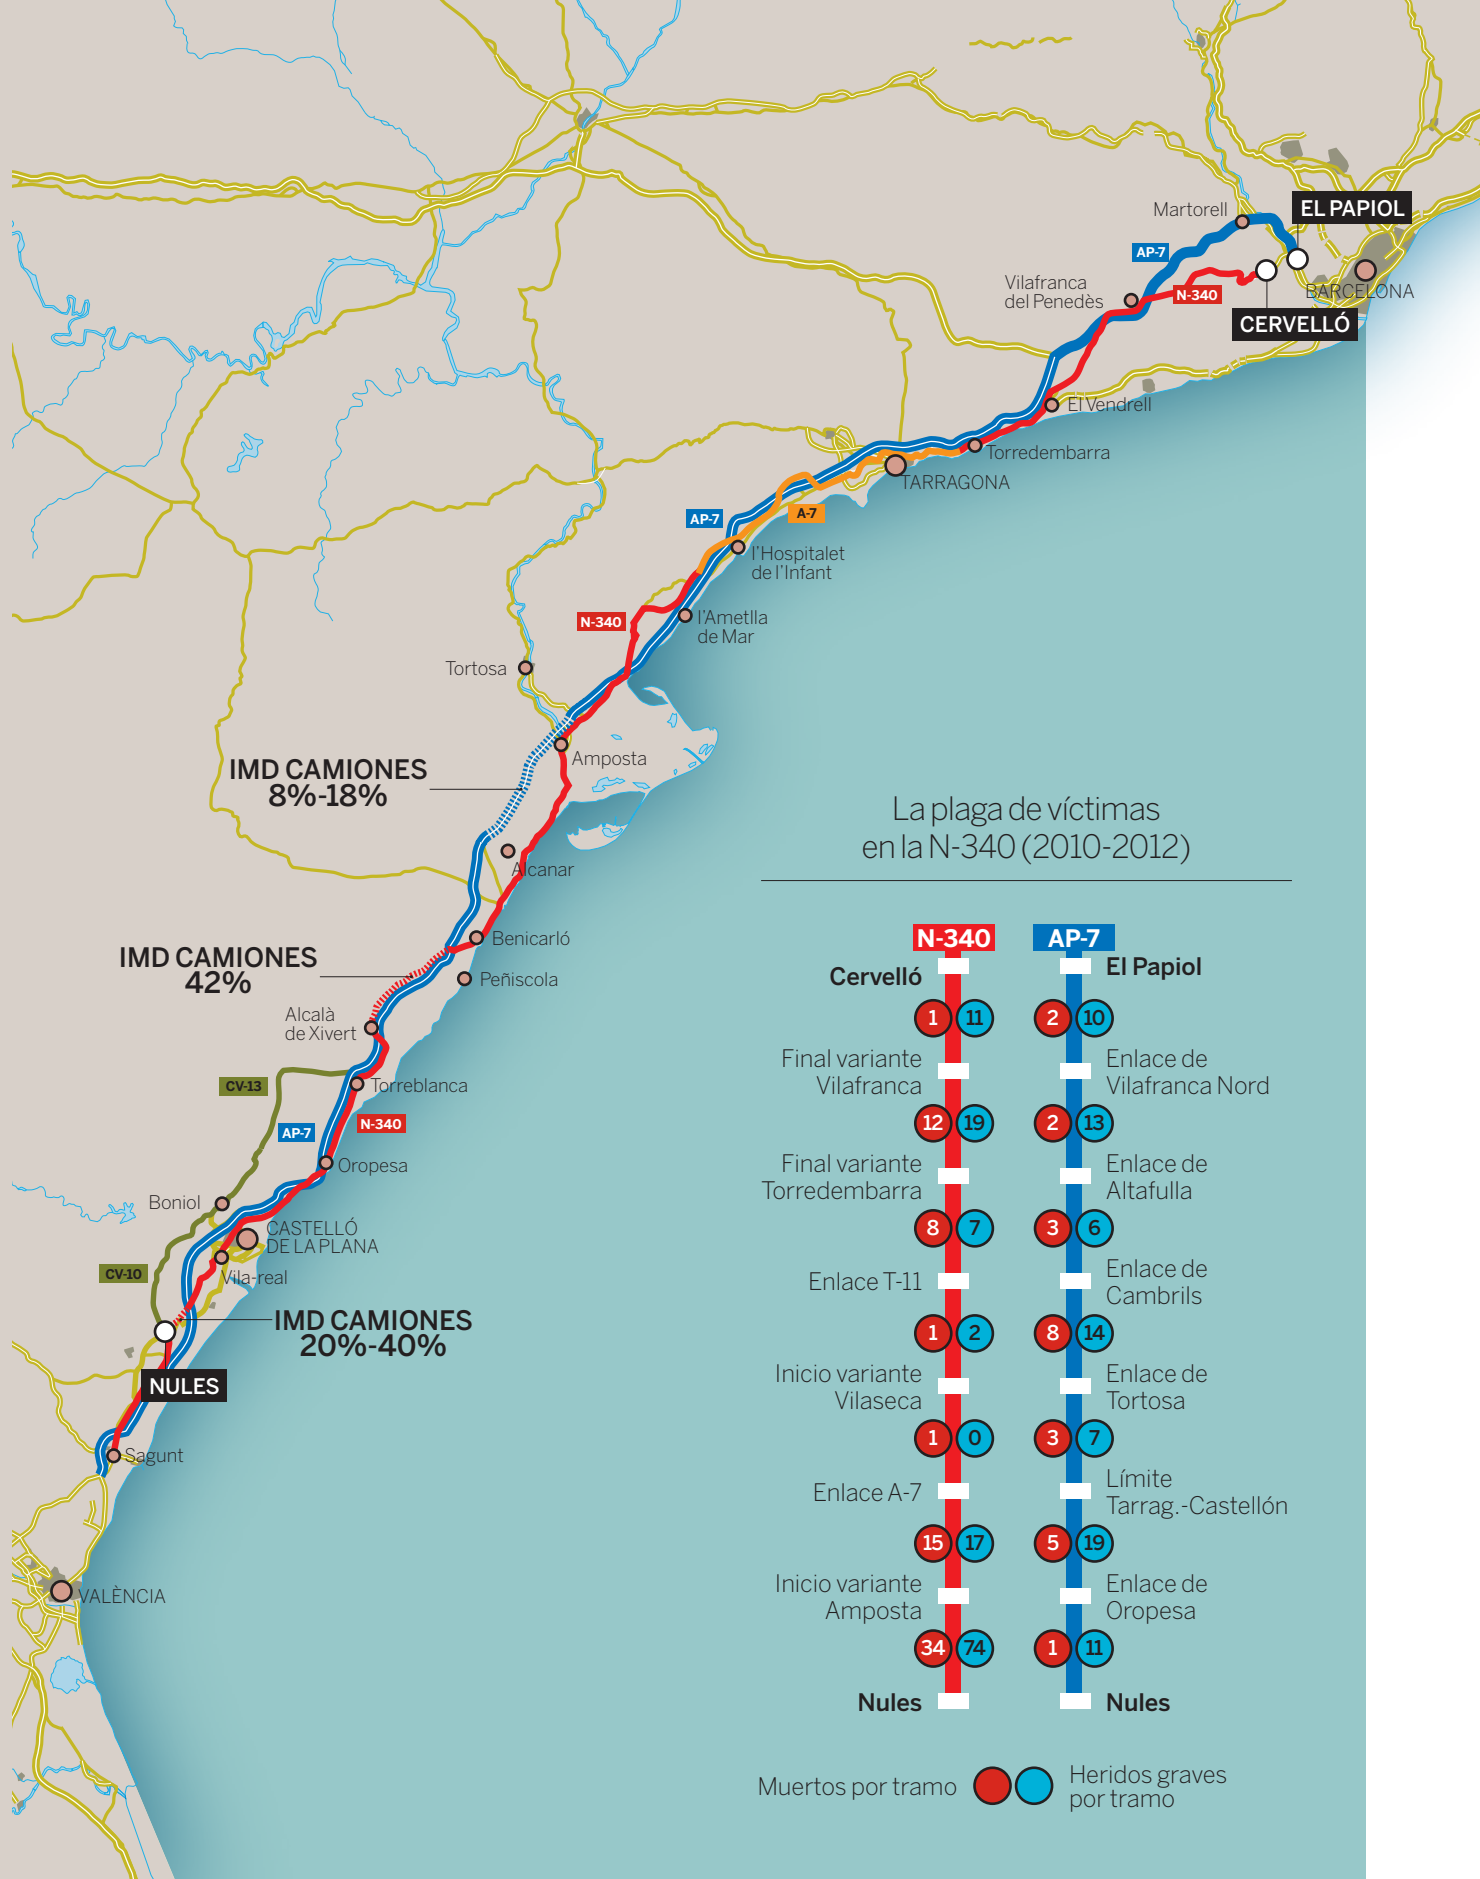 Martorell
EL PAPIOL
AP-7
Vilafranca
del Penedès
N-340
BARCELONA
CERVELLÓ
El Vendrell
Torredembarra
TARRAGONA
AP-7
A-7
l'Hospitalet
de l'Infant
N-340
l'Ametlla
de Mar
Tortosa
Amposta
IMD CAMIONES
8%-18%
Alcanar
Benicarló
IMD CAMIONES
42%
Peñiscola
Alcalà
de Xivert
CV-13
Torreblanca
AP-7
N-340
Oropesa
Boniol
CASTELLÓ
DE LA PLANA
CV-10
Vila-real
IMD CAMIONES
20%-40%
NULES
Sagunt
VALÈNCIA
La plaga de víctimas
en la N-340 (2010-2012)
N-340
Cervelló
1 11
Final variante
Vilafranca
12 19
Final variante
Torredembarra
8 7
Enlace T-11
1 2
Inicio variante
Vilaseca
1 0
Enlace A-7
15 17
Inicio variante
Amposta
34 74
Nules
AP-7
El Papiol
2 10
Enlace de
Vilafranca Nord
2 13
Enlace de
Altafulla
3 6
Enlace de
Cambrils
8 14
Enlace de
Tortosa
3 7
Límite
Tarrag.-Castellón
5 19
Enlace de
Oropesa
1 11
Nules
Muertos por tramo
Heridos graves
por tramo